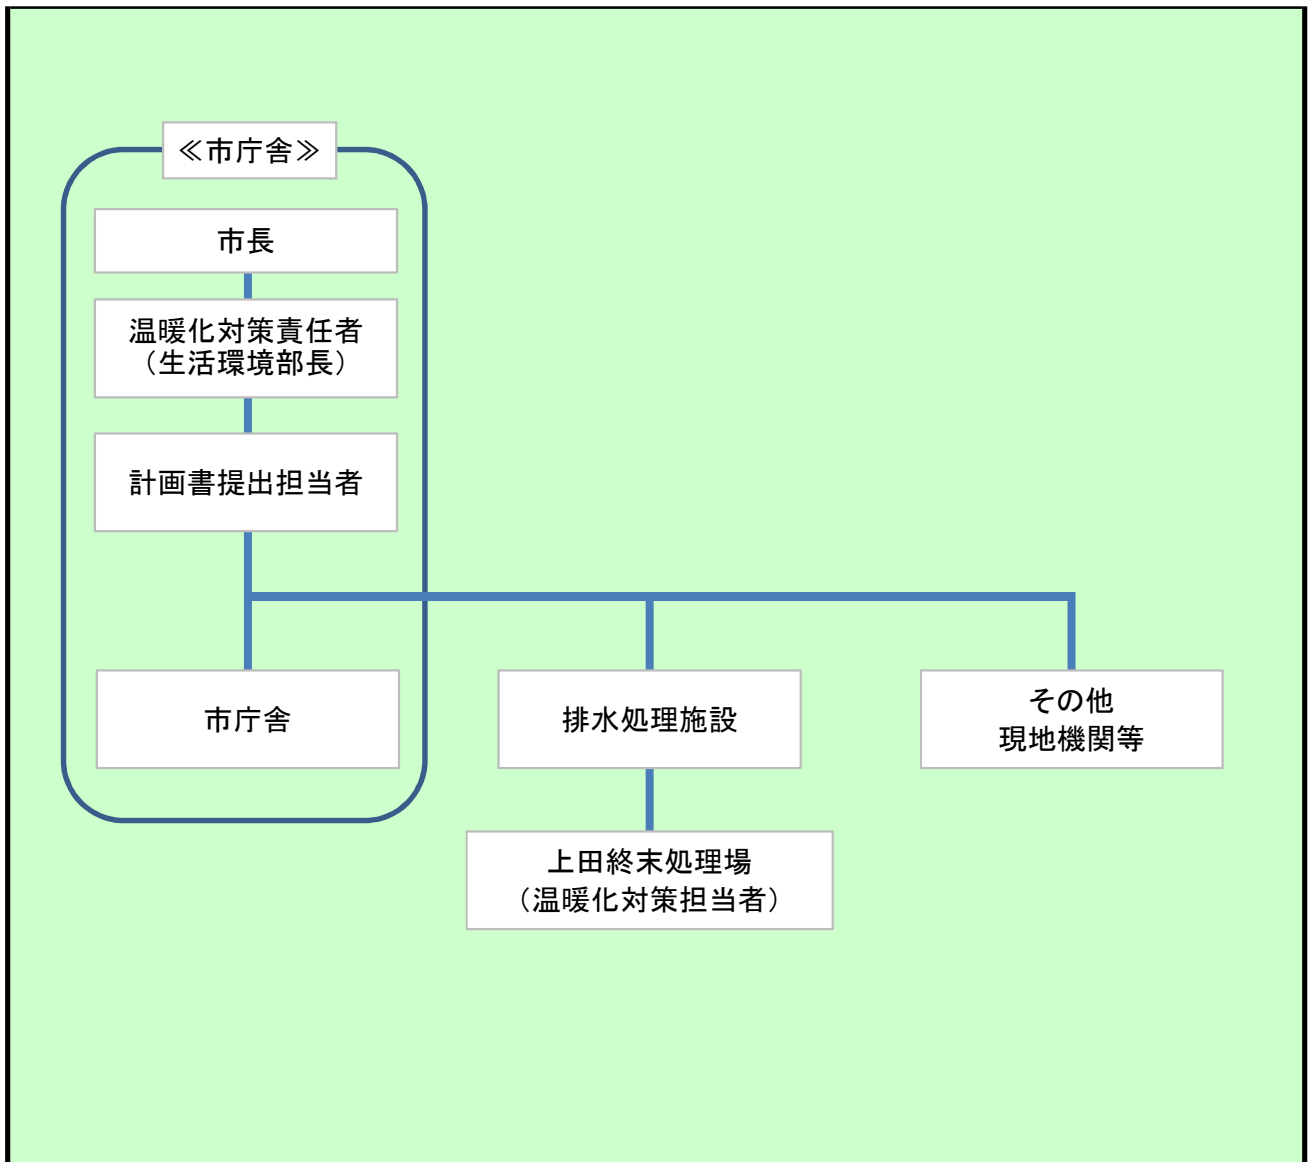 ≪市庁舎≫
市長
温暖化対策責任者
（生活環境部長）
計画書提出担当者
市庁舎
排水処理施設
その他
現地機関等
上田終末処理場
（温暖化対策担当者）